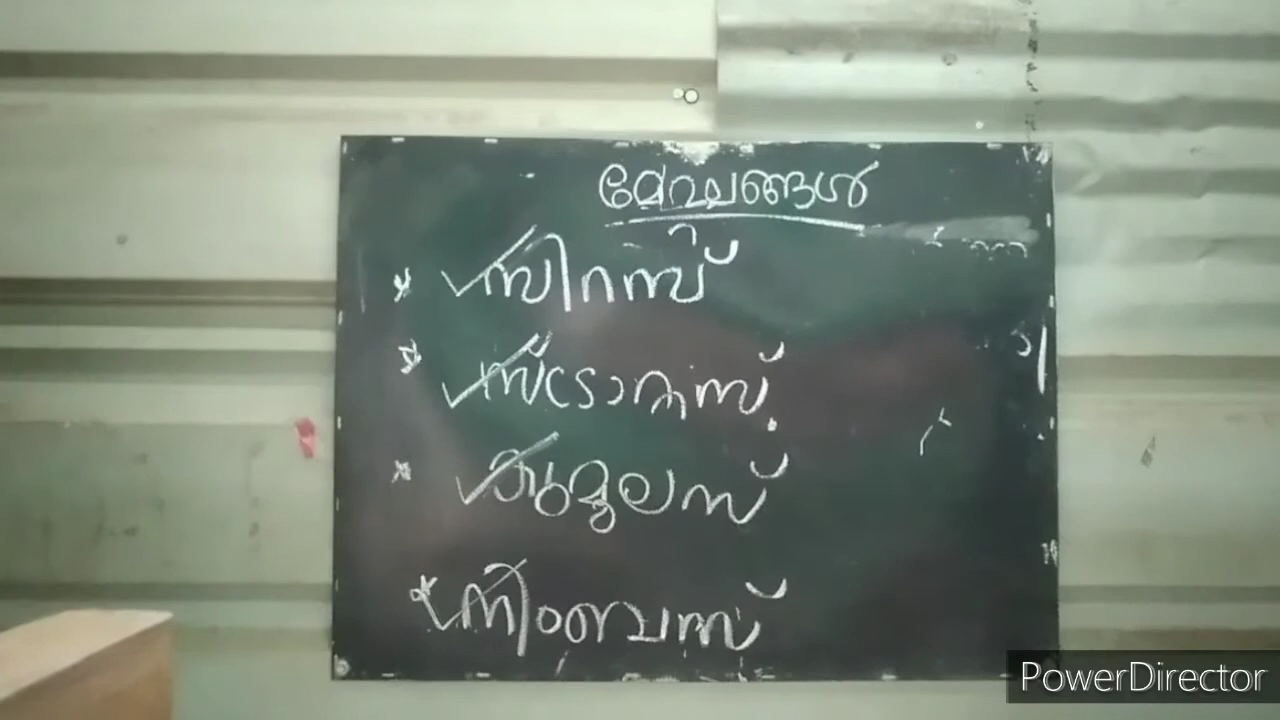 മേഘങ്ങൾ
* സിറസ്
* സ്ട്രാറ്റസ്
* കുമുലസ്
* നിംബസ്
PowerDirector